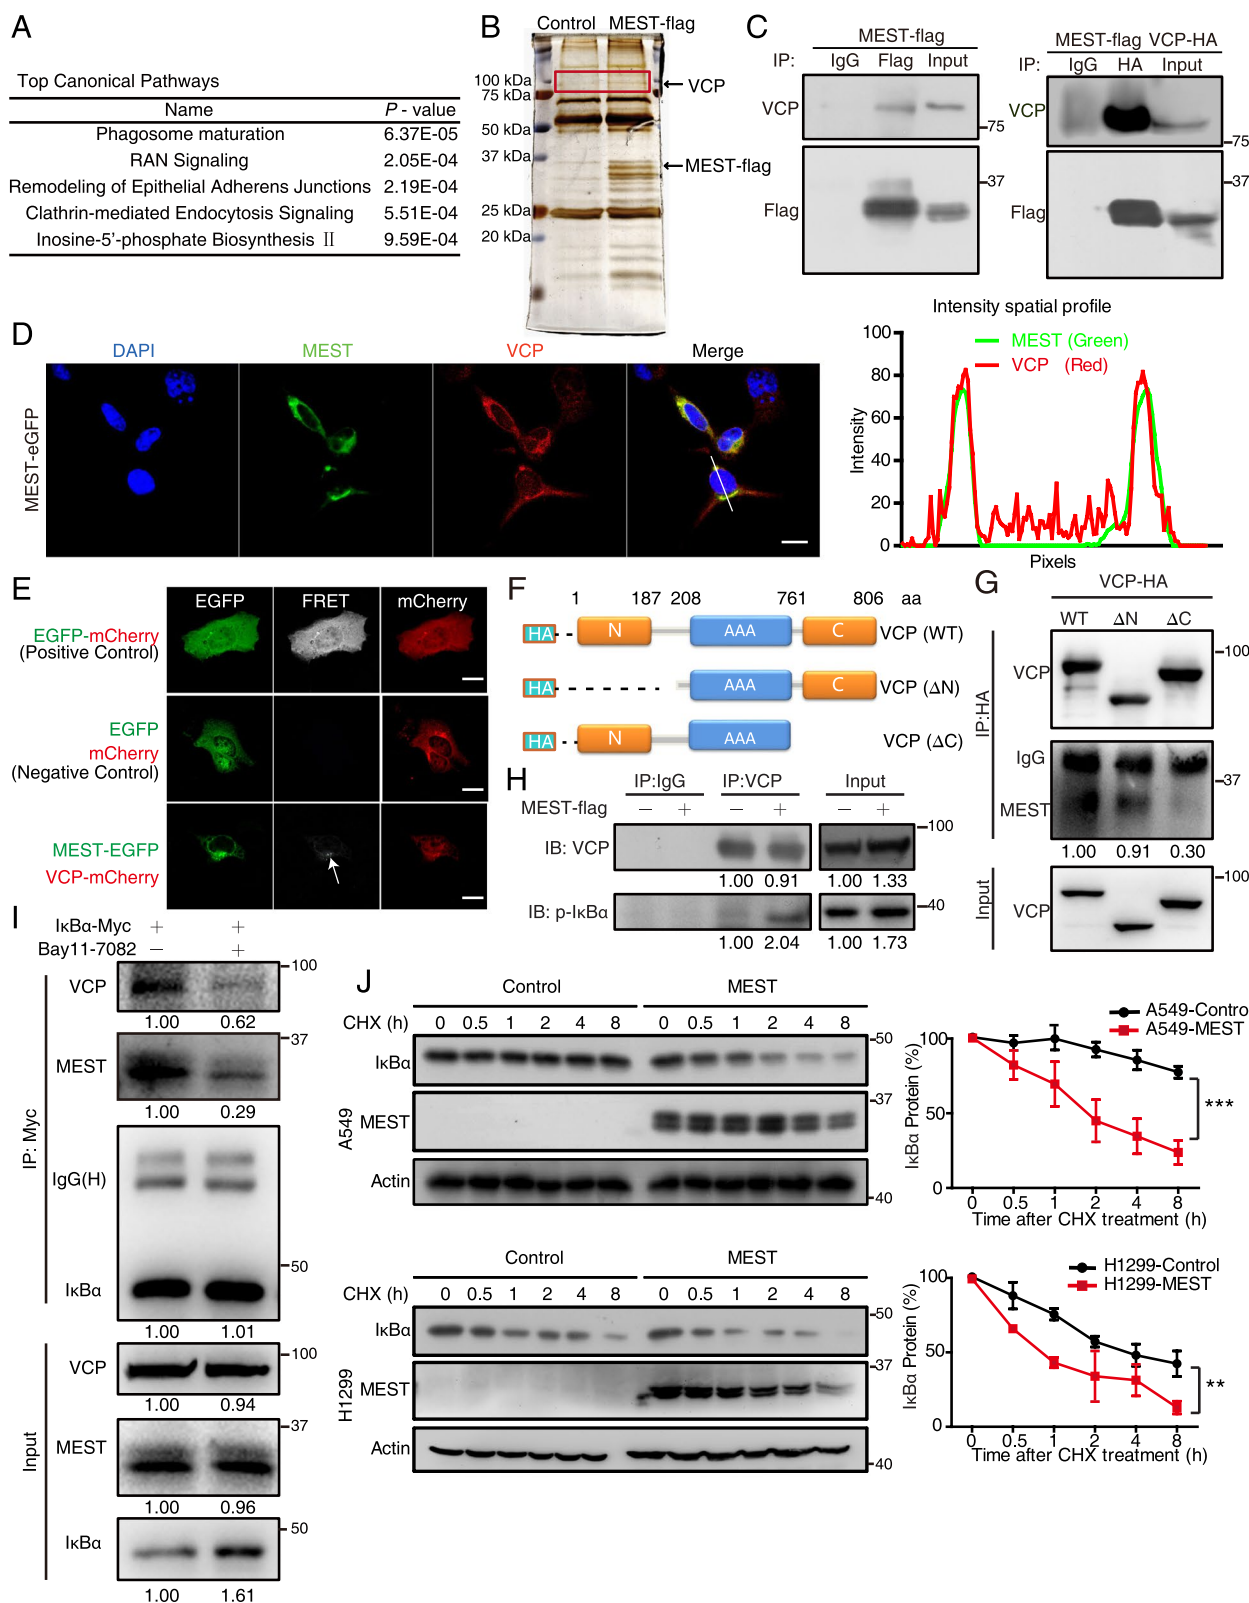 A
Top Canonical Pathways
Name P - value
Phagosome maturation 6.37E-05
RAN Signaling 2.05E-04
Remodeling of Epithelial Adherens Junctions 2.19E-04
Clathrin-mediated Endocytosis Signaling 5.51E-04
Inosine-5'-phosphate Biosynthesis II 9.59E-04
B
Control MEST-flag
100 kDa
75 kDa
50 kDa
37 kDa
25 kDa
20 kDa
VCP
MEST-flag
C
MEST-flag
IP: IgG Flag Input
VCP
75
37
Flag
MEST-flag VCP-HA
IP: IgG HA Input
VCP
75
37
Flag
D
DAPI MEST VCP Merge
MEST-eGFP
Intensity spatial profile
MEST (Green)
VCP (Red)
Intensity
100
80
60
40
20
0
Pixels
E
EGFP FRET mCherry
EGFP-mCherry
(Positive Control)
EGFP
mCherry
(Negative Control)
MEST-EGFP
VCP-mCherry
F
1 187 208 761 806 aa
HA N AAA C VCP (WT)
HA AAA C VCP (ΔN)
HA N AAA VCP (ΔC)
G
VCP-HA
WT ΔN ΔC
IP:HA
VCP
100
IgG
37
MEST
1.00 0.91 0.30
Input
VCP
100
H
IP:IgG IP:VCP Input
MEST-flag − + − + − +
IB: VCP
100
1.00 0.91 1.00 1.33
IB: p-IκBα
40
1.00 2.04 1.00 1.73
I
IκBα-Myc + +
Bay11-7082 − +
IP: Myc
VCP
100
1.00 0.62
MEST
37
1.00 0.29
IgG(H)
50
IκBα
1.00 1.01
Input
VCP
100
1.00 0.94
MEST
37
1.00 0.96
IκBα
50
1.00 1.61
J
Control MEST
CHX (h) 0 0.5 1 2 4 8 0 0.5 1 2 4 8
A549
IκBα
50
MEST
37
Actin
40
A549-Contro
A549-MEST
IκBα Protein (%)
100
50
0
***
0 0.5 1 2 4 8
Time after CHX treatment (h)
Control MEST
CHX (h) 0 0.5 1 2 4 8 0 0.5 1 2 4 8
H1299
IκBα
50
MEST
37
Actin
40
H1299-Control
H1299-MEST
IκBα Protein (%)
100
50
0
**
0 0.5 1 2 4 8
Time after CHX treatment (h)